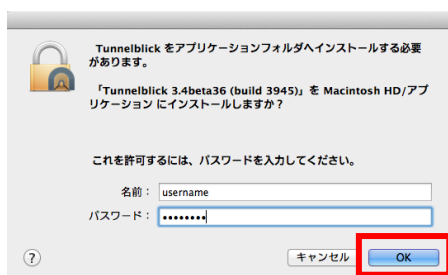 Tunnelblick をアプリケーションフォルダへインストールする必要
があります。
「Tunnelblick 3.4beta36 (build 3945)」を Macintosh HD/アプ
リケーション にインストールしますか？
これを許可するには、パスワードを入力してください。
名前： username
パスワード： ••••••••
? キャンセル OK